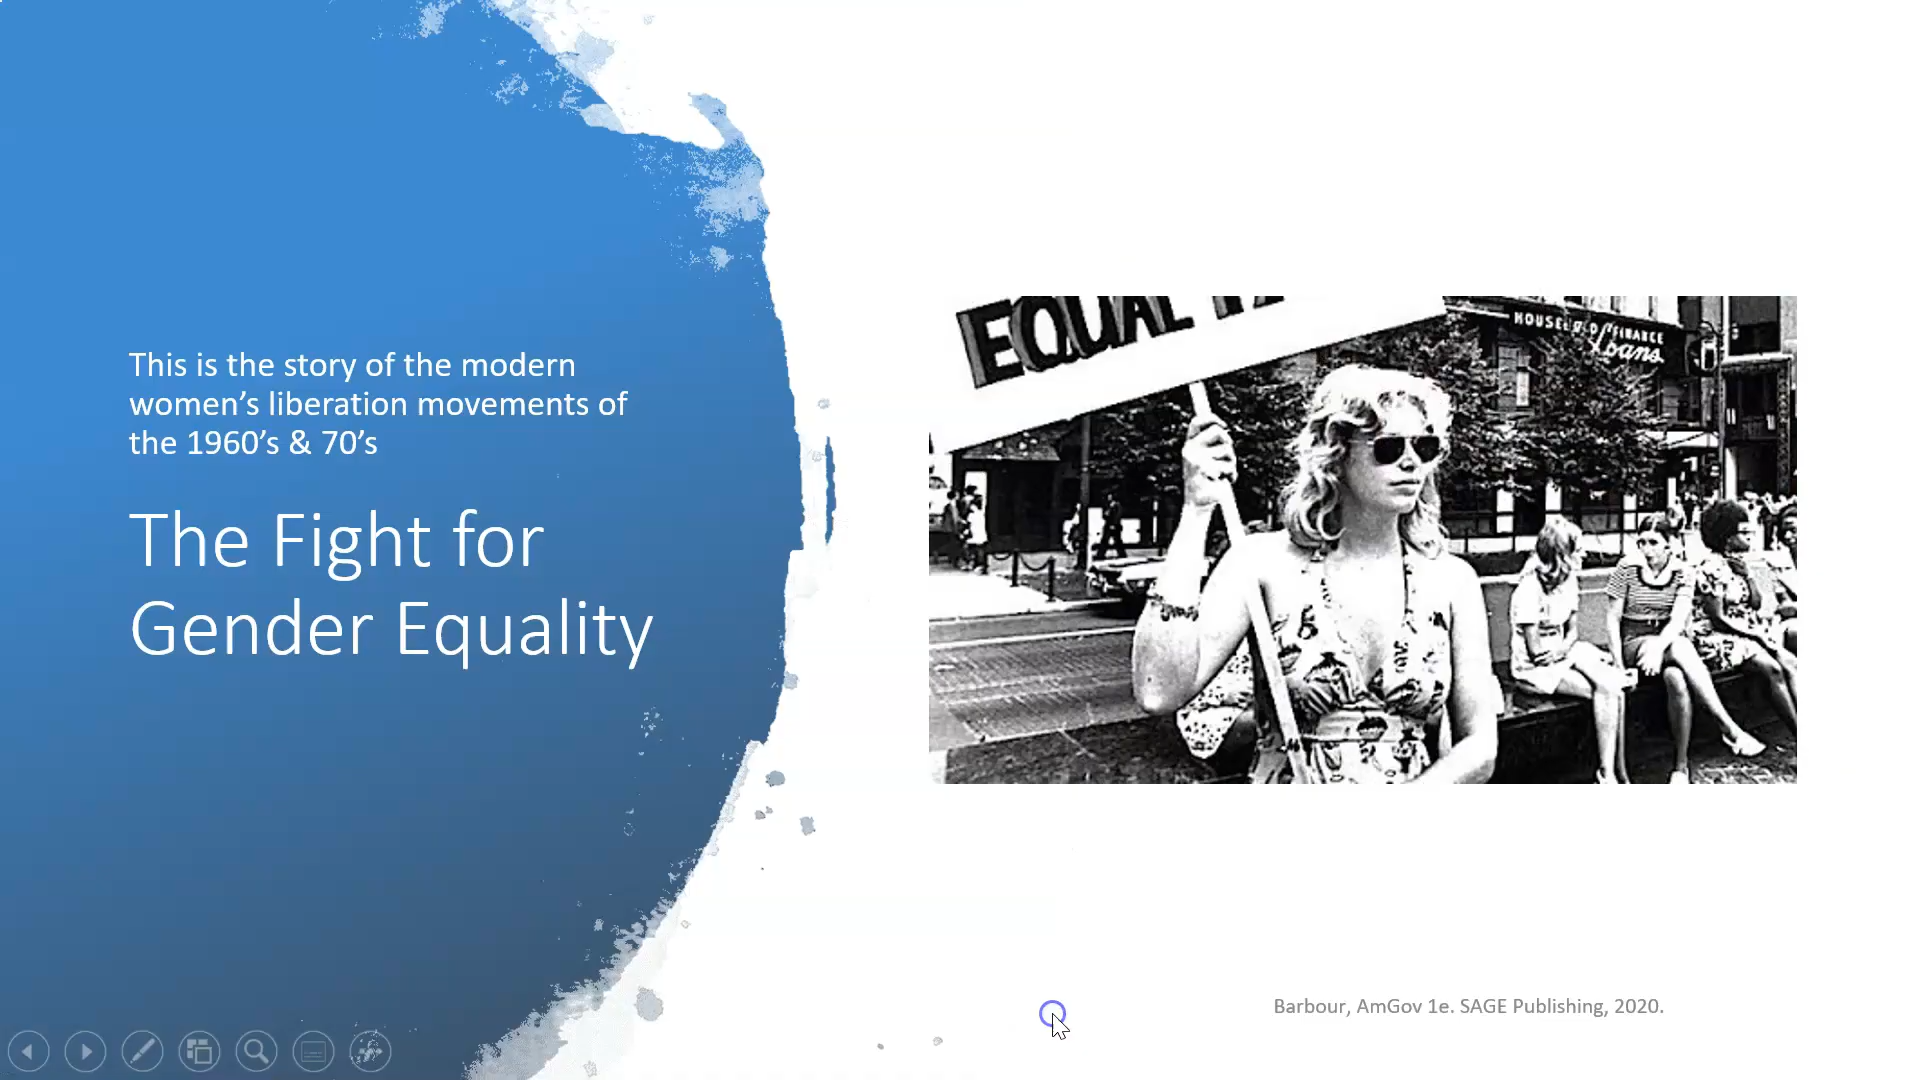 This is the story of the modern
women’s liberation movements of
the 1960’s & 70’s
The Fight for
Gender Equality
EQUAL
HOUSEHOLD FINANCE
Loans
Barbour, AmGov 1e. SAGE Publishing, 2020.